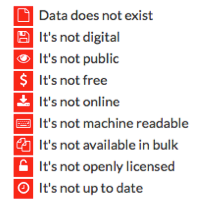 Data does not exist
It's not digital
It's not public
$ It's not free
It's not online
It's not machine readable
It's not available in bulk
It's not openly licensed
It's not up to date